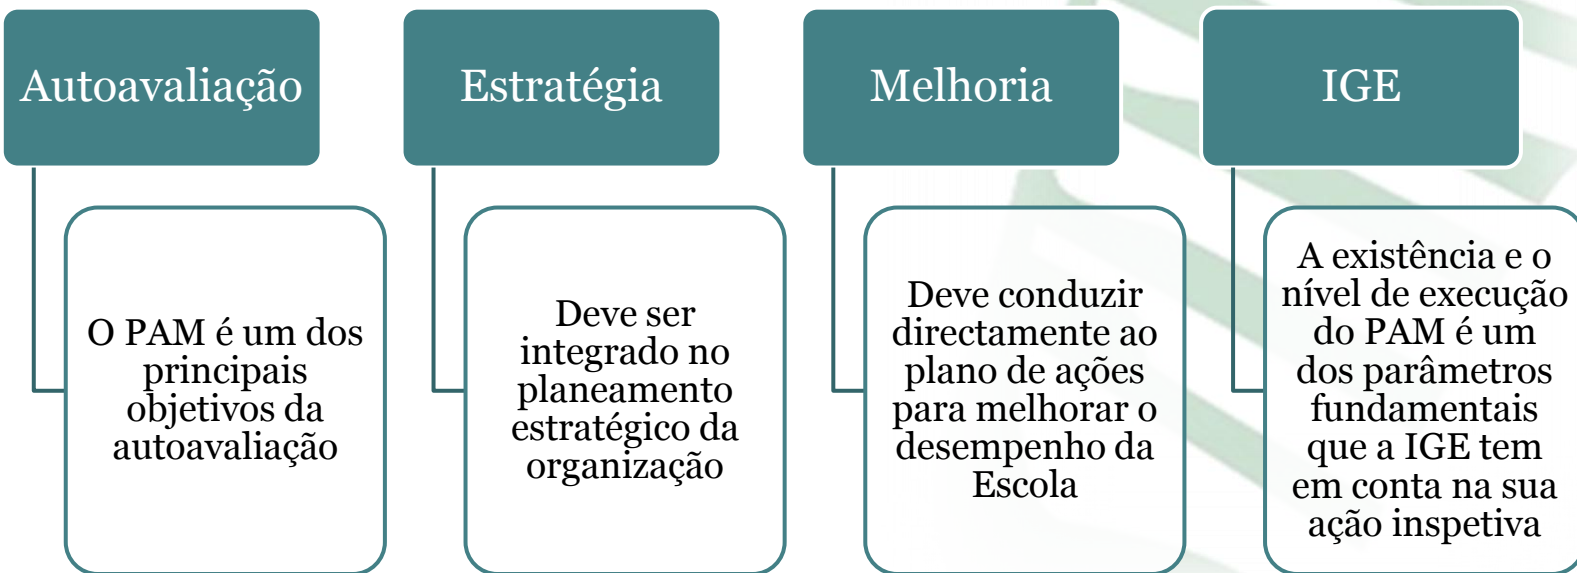 Autoavaliação
O PAM é um dos
principais
objetivos da
autoavaliação
Estratégia
Deve ser
integrado no
planeamento
estratégico da
organização
Melhoria
Deve conduzir
directamente ao
plano de ações
para melhorar o
desempenho da
Escola
IGE
A existência e o
nível de execução
do PAM é um
dos parâmetros
fundamentais
que a IGE tem
em conta na sua
ação inspetiva